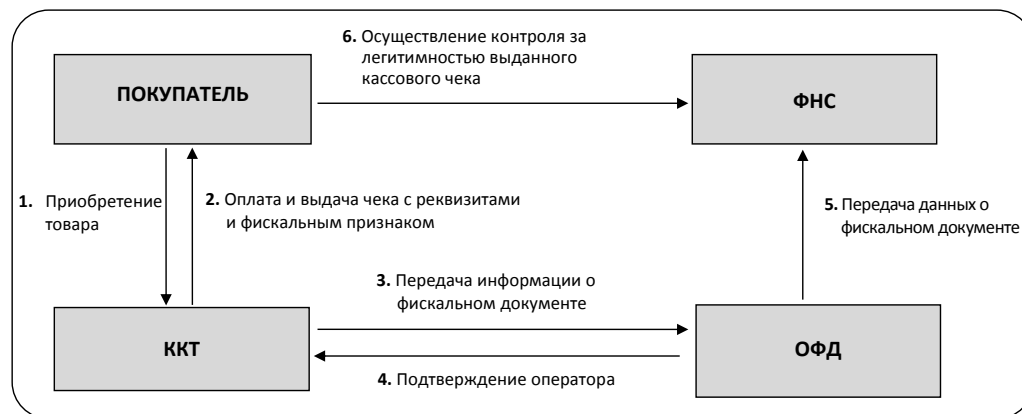 6. Осуществление контроля за
легитимностью выданного
кассового чека
ПОКУПАТЕЛЬ
ФНС
1. Приобретение
товара
2. Оплата и выдача чека с реквизитами
и фискальным признаком
5. Передача данных о
фискальном документе
3. Передача информации о
фискальном документе
ККТ
ОФД
4. Подтверждение оператора